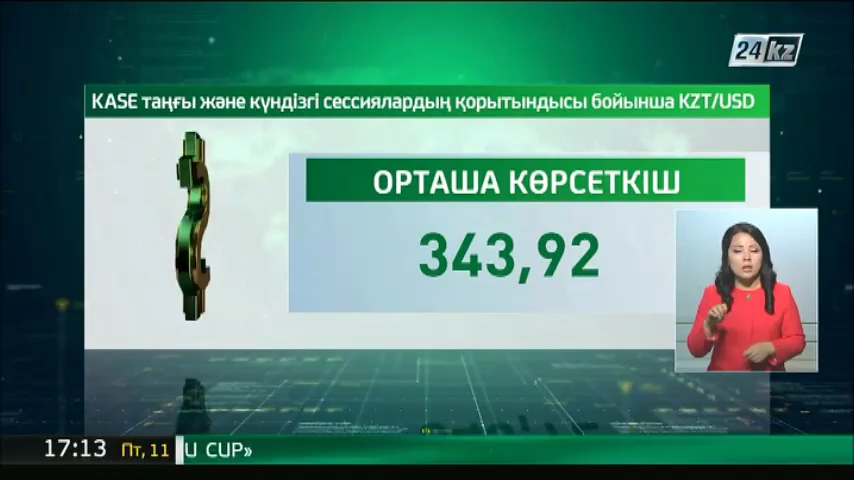 24kz
KASE таңғы және күндізгі сессиялардың қорытындысы бойынша KZT/USD
ОРТАША КӨРСЕТКІШ
343,92
17:13 Пт, 11 U CUP»